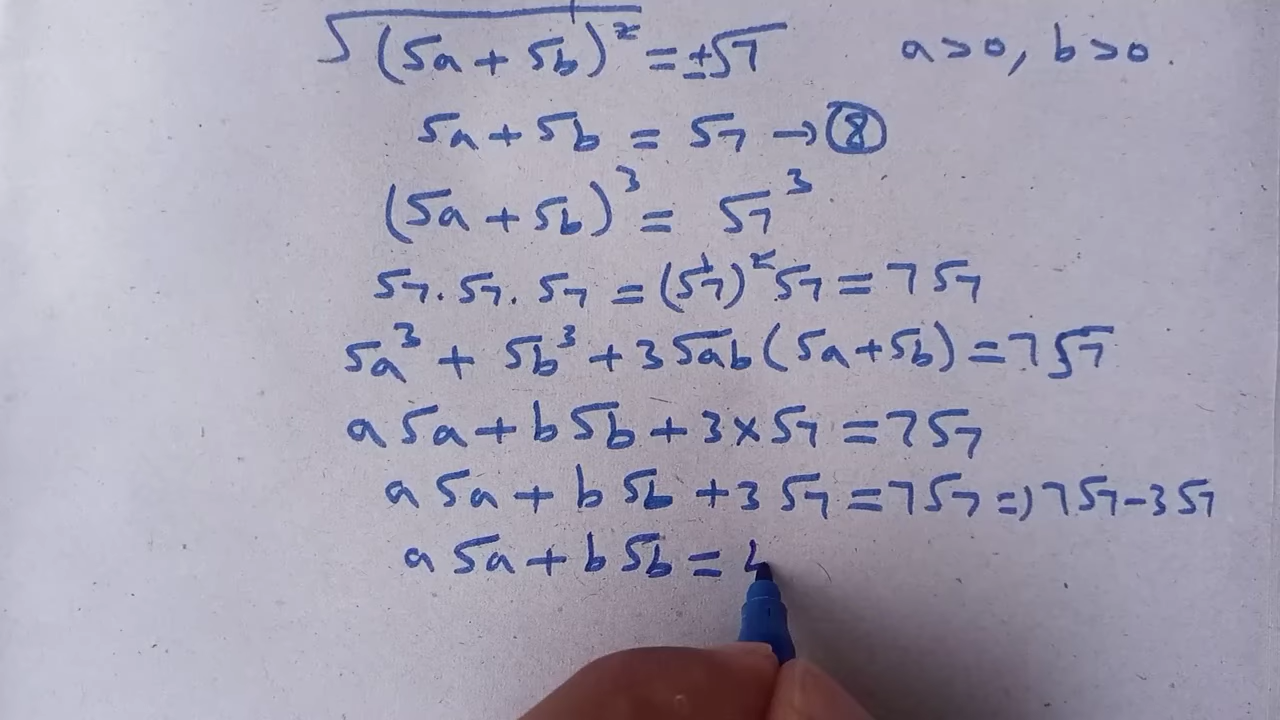 √(√a + √b)² = ±√7 a>0, b>0.
√a + √b = √7 → ⑧
(√a + √b)³ = √7³
√7 · √7 · √7 = (√7)² √7 = 7√7
√a³ + √b³ + 3√ab(√a+√b) = 7√7
a√a + b√b + 3×√7 = 7√7
a√a + b√b + 3√7 = 7√7 ⇒ 7√7 - 3√7
a√a + b√b = 4